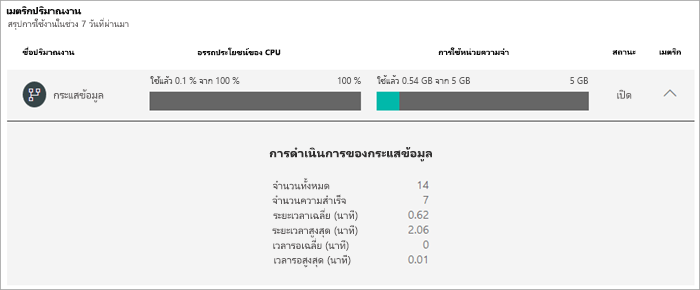 เมตริกปริมาณงาน
สรุปการใช้งานในช่วง 7 วันที่ผ่านมา
ชื่อปริมาณงาน อรรถประโยชน์ของ CPU การใช้หน่วยความจำ สถานะ เมตริก
ใช้แล้ว 0.1 % จาก 100 % 100 % ใช้แล้ว 0.54 GB จาก 5 GB 5 GB
กระแสข้อมูล เปิด
การดำเนินการของกระแสข้อมูล
จำนวนทั้งหมด 14
จำนวนความสำเร็จ 7
ระยะเวลาเฉลี่ย (นาที) 0.62
ระยะเวลาสูงสุด (นาที) 2.06
เวลารอเฉลี่ย (นาที) 0
เวลารอสูงสุด (นาที) 0.01